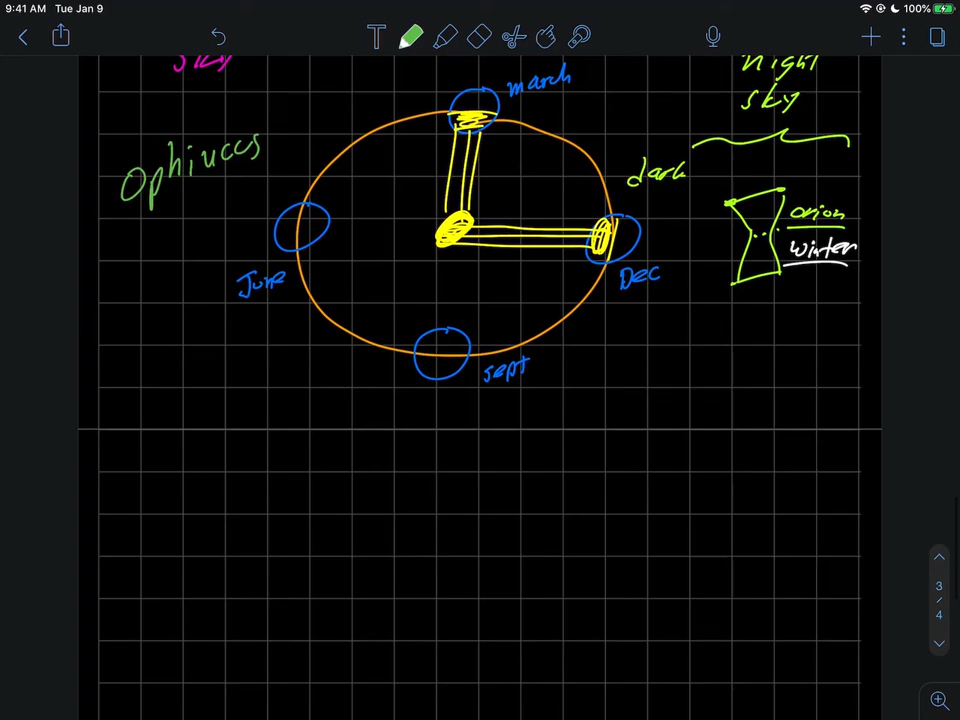 9:41 AM Tue Jan 9
100%
T
sky
night
sky
march
Ophiuccs
dark
orion
winter
June
Dec
sept
3
/
4